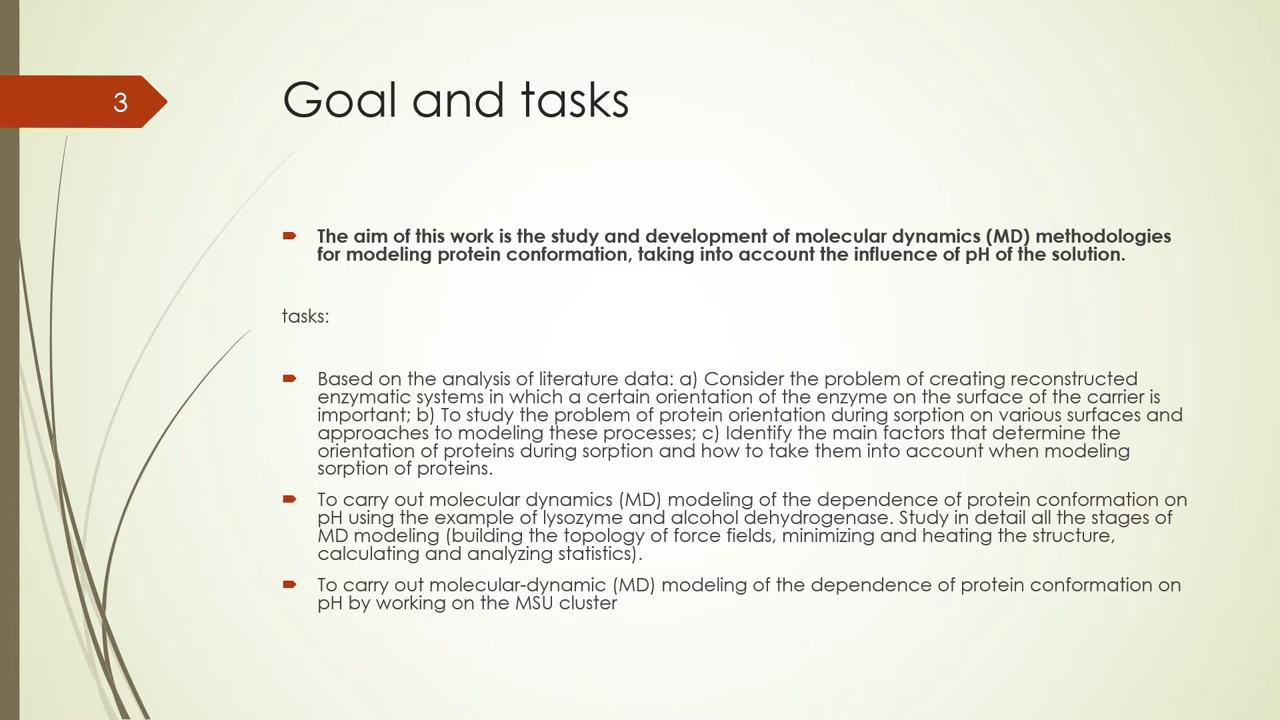 3
Goal and tasks
The aim of this work is the study and development of molecular dynamics (MD) methodologies
for modeling protein conformation, taking into account the influence of pH of the solution.
tasks:
Based on the analysis of literature data: a) Consider the problem of creating reconstructed
enzymatic systems in which a certain orientation of the enzyme on the surface of the carrier is
important; b) To study the problem of protein orientation during sorption on various surfaces and
approaches to modeling these processes; c) Identify the main factors that determine the
orientation of proteins during sorption and how to take them into account when modeling
sorption of proteins.
To carry out molecular dynamics (MD) modeling of the dependence of protein conformation on
pH using the example of lysozyme and alcohol dehydrogenase. Study in detail all the stages of
MD modeling (building the topology of force fields, minimizing and heating the structure,
calculating and analyzing statistics).
To carry out molecular-dynamic (MD) modeling of the dependence of protein conformation on
pH by working on the MSU cluster